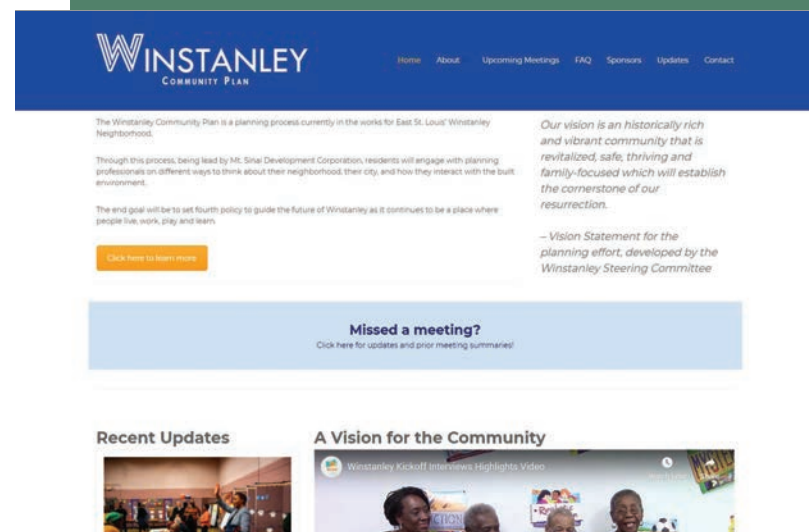 WINSTANLEY
COMMUNITY PLAN
Home About Upcoming Meetings FAQ Sponsors Updates Contact
The Winstanley Community Plan is a planning process currently in the works for East St. Louis' Winstanley
Neighborhood.
Through this process, being lead by Mt. Sinai Development Corporation, residents will engage with planning
professionals on different ways to think about their neighborhood, their city, and how they interact with the built
environment.
The end goal will be to set fourth policy to guide the future of Winstanley as it continues to be a place where
people live, work, play and learn.
Click here to learn more
Our vision is an historically rich
and vibrant community that is
revitalized, safe, thriving and
family-focused which will establish
the cornerstone of our
resurrection.
– Vision Statement for the
planning effort, developed by the
Winstanley Steering Committee
Missed a meeting?
Click here for updates and prior meeting summaries!
Recent Updates
A Vision for the Community
Winstanley Kickoff Interviews Highlights Video